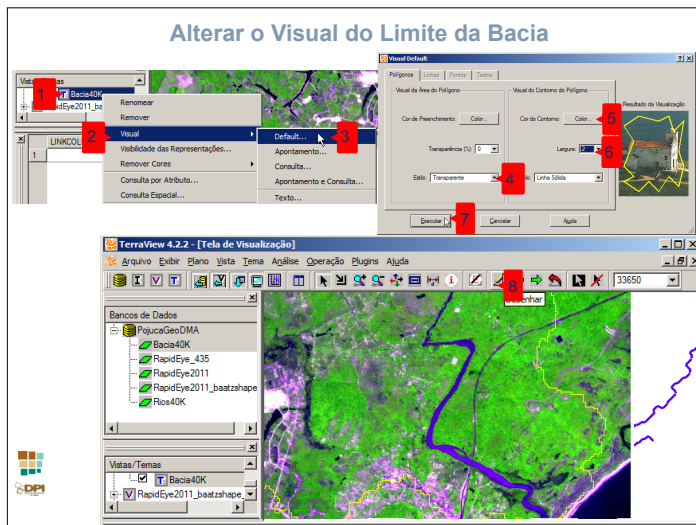 Alterar o Visual do Limite da Bacia
Vistas/Temas
1
Bacia40K
RapidEye2011_ba
LINKCOL
1
Renomear
Remover
2
Visual
Visibilidade das Representações...
Remover Cores
Consulta por Atributo...
Consulta Espacial...
Default...
3
Apontamento...
Consulta...
Apontamento e Consulta...
Texto...
Visual Default
Polígonos
Linhas
Pontos
Textos
Visual da Área do Polígono
Visual do Contorno do Polígono
Resultado da Visualização
Cor de Preenchimento:
Color...
Cor do Contorno:
Color...
5
Transparência (%):
0
Largura:
2
6
Estilo:
Transparente
4
Linha Sólida
Executar
7
Cancelar
Ajuda
TerraView 4.2.2 - [Tela de Visualização]
Arquivo Exibir Plano Vista Tema Análise Operação Plugins Ajuda
I V T
8
33650
Desenhar
Bancos de Dados
PojucaGeoDMA
Bacia40K
RapidEye_435
RapidEye2011
RapidEye2011_baatzshape
Rios40K
Vistas/Temas
T Bacia40K
V RapidEye2011_baatzshape_
DPI